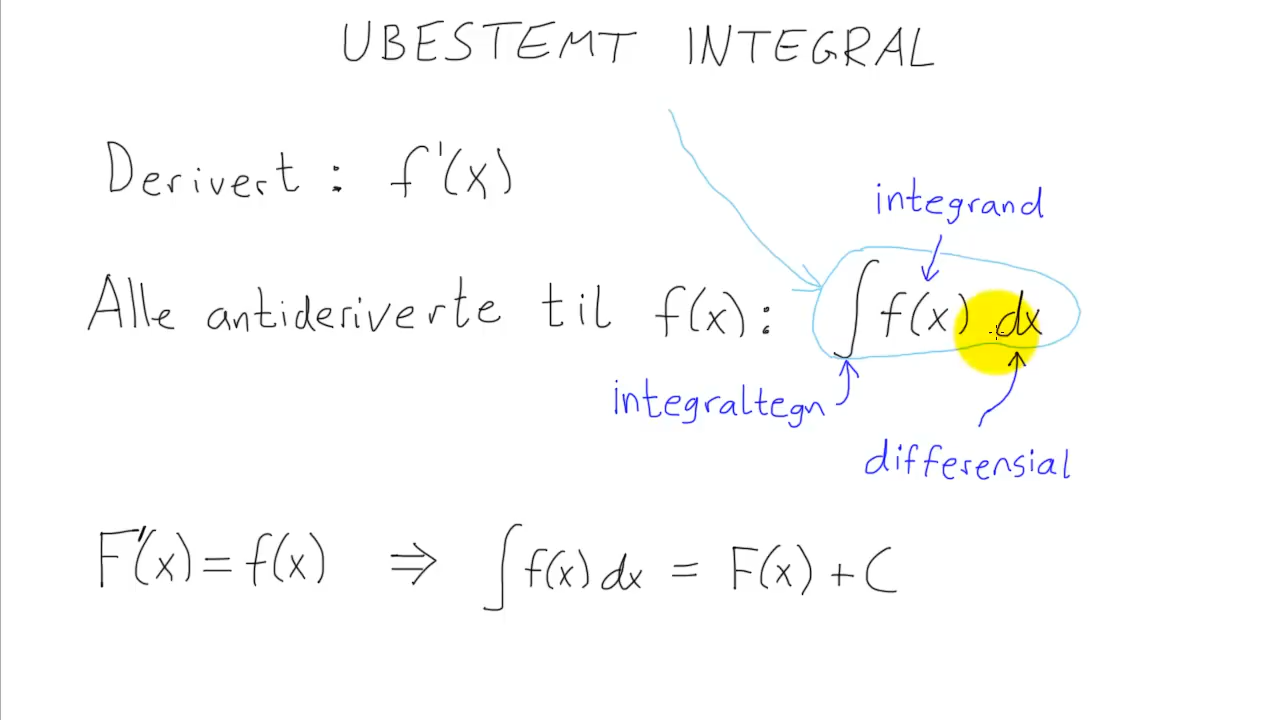 UBESTEMT INTEGRAL
Derivert : f'(x)
integrand
Alle antideriverte til f(x): ∫ f(x) dx
integraltegn
differensial
F'(x) = f(x) ⇒ ∫ f(x) dx = F(x) + C